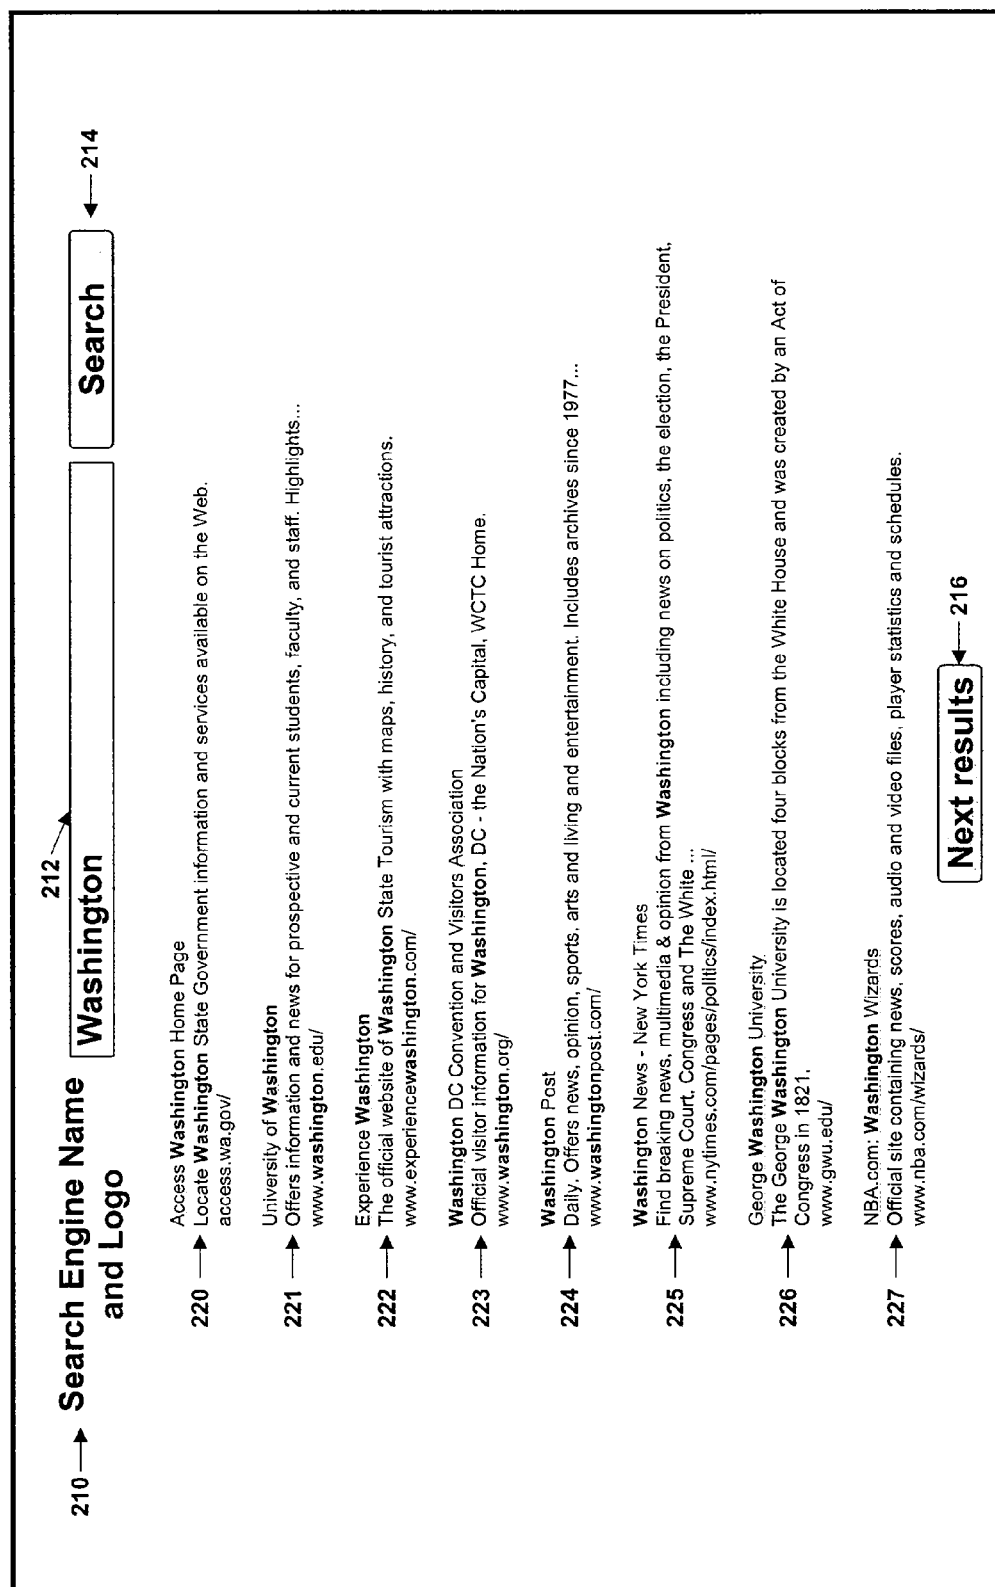 212
210 Search Engine Name Washington Search 214
and Logo
Access Washington Home Page
220 Locate Washington State Government information and services available on the Web.
access.wa.gov/
University of Washington
221 Offers information and news for prospective and current students, faculty, and staff. Highlights...
www.washington.edu/
Experience Washington
222 The official website of Washington State Tourism with maps, history, and tourist attractions.
www.experiencewashington.com/
Washington DC Convention and Visitors Association
223 Official visitor information for Washington, DC - the Nation's Capital, WCTC Home.
www.washington.org/
Washington Post
224 Daily. Offers news, opinion, sports, arts and living and entertainment. Includes archives since 1977...
www.washingtonpost.com/
Washington News - New York Times
Find breaking news, multimedia & opinion from Washington including news on politics, the election, the President,
225 Supreme Court, Congress and The White ...
www.nytimes.com/pages/politics/index.html/
George Washington University
The George Washington University is located four blocks from the White House and was created by an Act of
226 Congress in 1821.
www.gwu.edu/
NBA.com: Washington Wizards
227 Official site containing news, scores, audio and video files, player statistics and schedules.
www.nba.com/wizards/
Next results 216